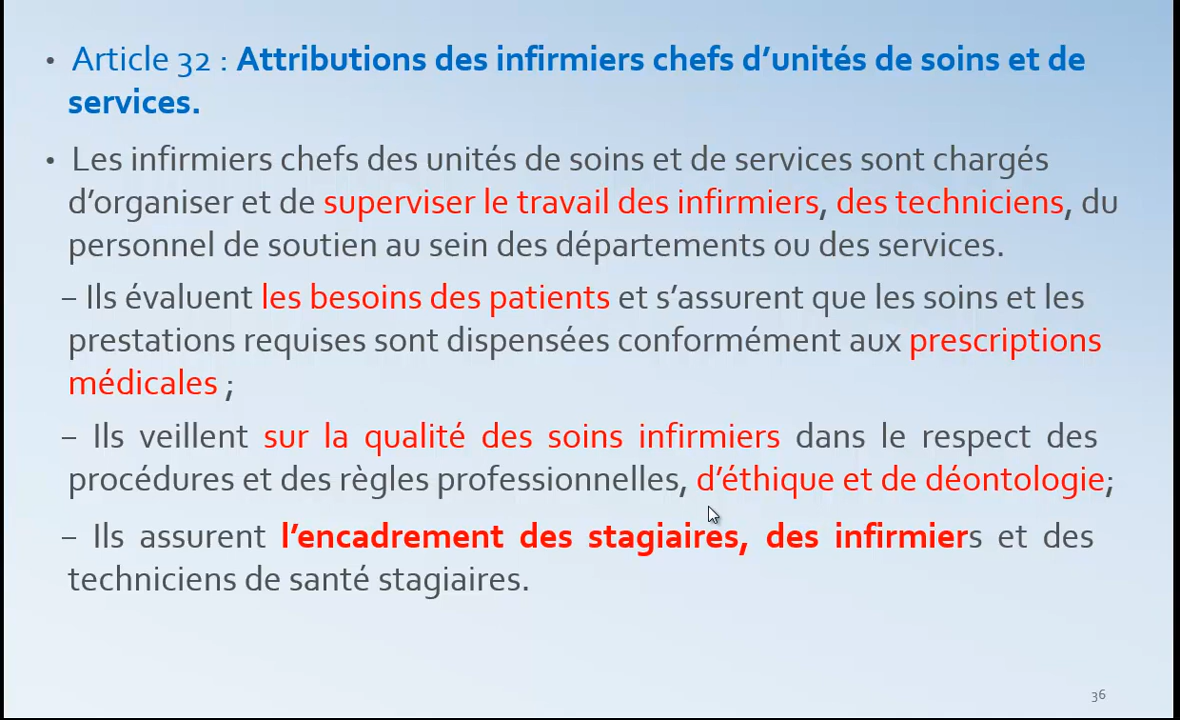 • Article 32 : Attributions des infirmiers chefs d’unités de soins et de
services.
• Les infirmiers chefs des unités de soins et de services sont chargés
d’organiser et de superviser le travail des infirmiers, des techniciens, du
personnel de soutien au sein des départements ou des services.
– Ils évaluent les besoins des patients et s’assurent que les soins et les
prestations requises sont dispensées conformément aux prescriptions
médicales ;
– Ils veillent sur la qualité des soins infirmiers dans le respect des
procédures et des règles professionnelles, d’éthique et de déontologie;
– Ils assurent l’encadrement des stagiaires, des infirmiers et des
techniciens de santé stagiaires.
36